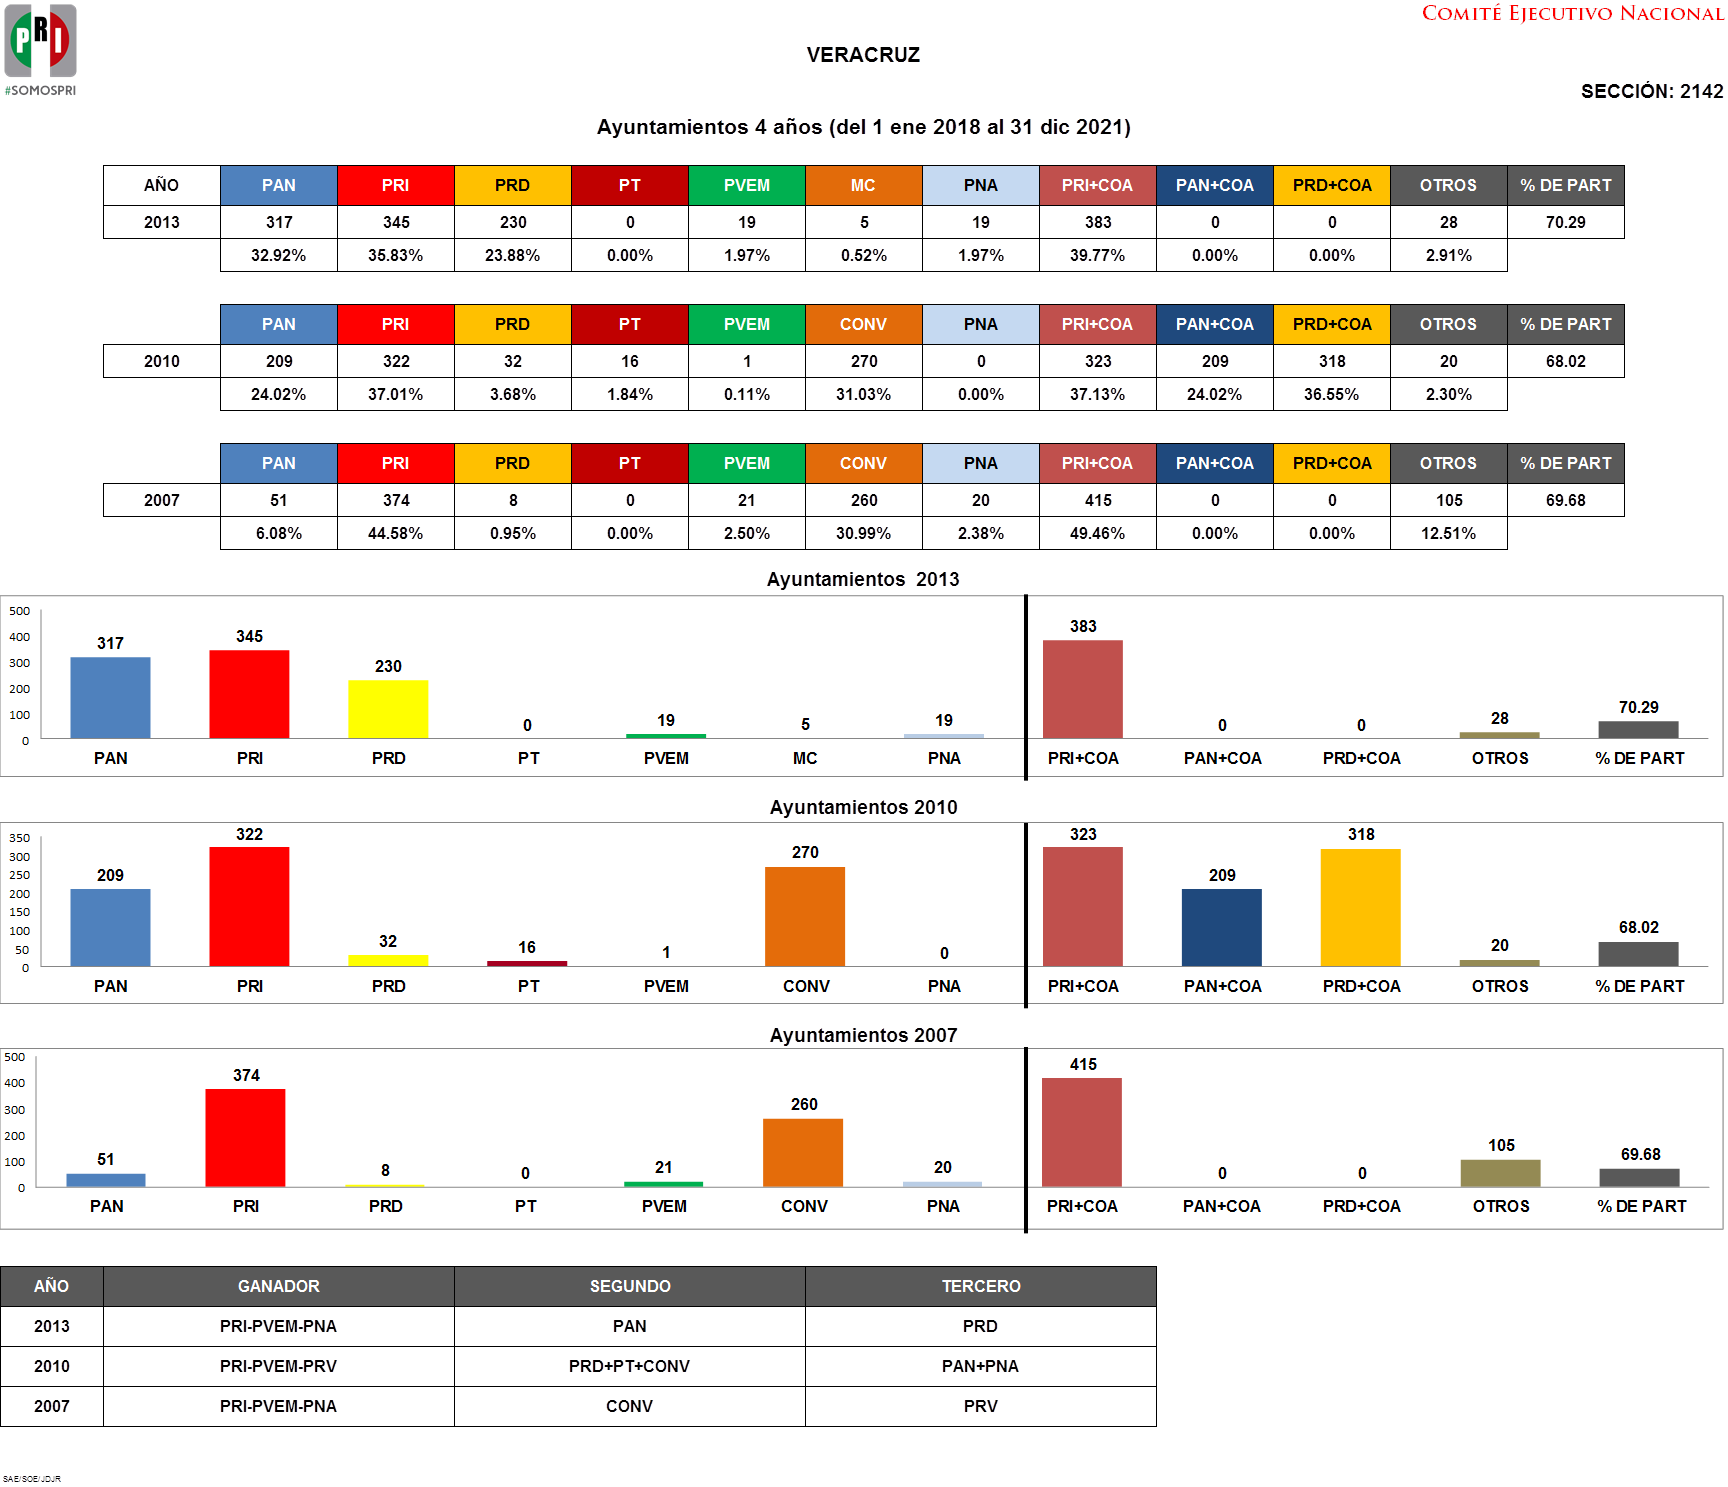 COMITÉ EJECUTIVO NACIONAL
PRI
#SOMOSPRI
VERACRUZ
SECCIÓN: 2142
Ayuntamientos 4 años (del 1 ene 2018 al 31 dic 2021)
AÑO PAN PRI PRD PT PVEM MC PNA PRI+COA PAN+COA PRD+COA OTROS % DE PART
2013 317 345 230 0 19 5 19 383 0 0 28 70.29
32.92% 35.83% 23.88% 0.00% 1.97% 0.52% 1.97% 39.77% 0.00% 0.00% 2.91%
PAN PRI PRD PT PVEM CONV PNA PRI+COA PAN+COA PRD+COA OTROS % DE PART
2010 209 322 32 16 1 270 0 323 209 318 20 68.02
24.02% 37.01% 3.68% 1.84% 0.11% 31.03% 0.00% 37.13% 24.02% 36.55% 2.30%
PAN PRI PRD PT PVEM CONV PNA PRI+COA PAN+COA PRD+COA OTROS % DE PART
2007 51 374 8 0 21 260 20 415 0 0 105 69.68
6.08% 44.58% 0.95% 0.00% 2.50% 30.99% 2.38% 49.46% 0.00% 0.00% 12.51%
Ayuntamientos 2013
500
400
300
200
100
0
317 345 230 0 19 5 19 383 0 0 28 70.29
PAN PRI PRD PT PVEM MC PNA PRI+COA PAN+COA PRD+COA OTROS % DE PART
Ayuntamientos 2010
350
300
250
200
150
100
50
0
209 322 32 16 1 270 0 323 209 318 20 68.02
PAN PRI PRD PT PVEM CONV PNA PRI+COA PAN+COA PRD+COA OTROS % DE PART
Ayuntamientos 2007
500
400
300
200
100
0
51 374 8 0 21 260 20 415 0 0 105 69.68
PAN PRI PRD PT PVEM CONV PNA PRI+COA PAN+COA PRD+COA OTROS % DE PART
AÑO GANADOR SEGUNDO TERCERO
2013 PRI-PVEM-PNA PAN PRD
2010 PRI-PVEM-PRV PRD+PT+CONV PAN+PNA
2007 PRI-PVEM-PNA CONV PRV
SAE/SOE/JDJR